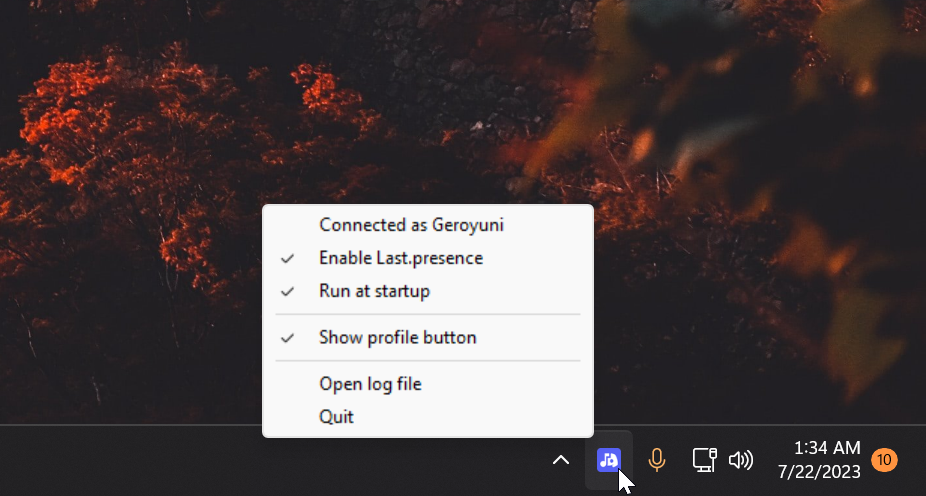 Connected as Geroyuni
Enable Last.presence
Run at startup
Show profile button
Open log file
Quit
1:34 AM
7/22/2023
10